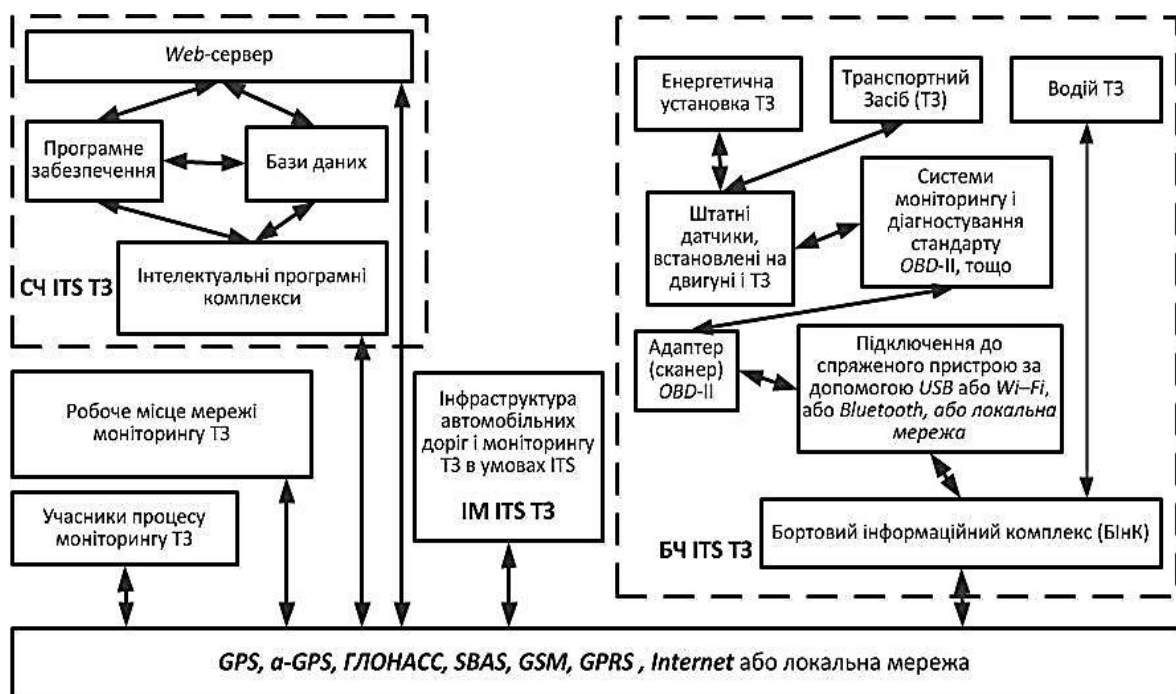 Web-сервер
Програмне
забезпечення
Бази даних
Інтелектуальні програмні
комплекси
СЧ ITS ТЗ
Робоче місце мережі
моніторингу ТЗ
Учасники процесу
моніторингу ТЗ
Інфраструктура
автомобільних
доріг і моніторингу
ТЗ в умовах ITS
ІМ ITS ТЗ
Енергетична
установка ТЗ
Транспортний
Засіб (ТЗ)
Водій ТЗ
Штатні
датчики,
встановлені на
двигуні і ТЗ
Системи
моніторингу і
діагностування
стандарту
OBD-II, тощо
Адаптер
(сканер)
OBD-II
Підключення до
спряженого пристрою за
допомогою USB або Wi–Fi,
або Bluetooth, або локальна
мережа
Бортовий інформаційний комплекс (БІнК)
БЧ ITS ТЗ
GPS, a-GPS, ГЛОНАСС, SBAS, GSM, GPRS , Internet або локальна мережа